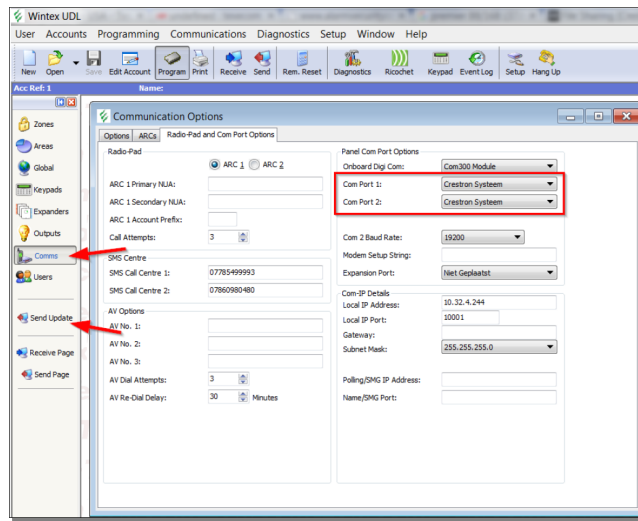 Wintex UDL
User Accounts Programming Communications Diagnostics Setup Window Help
New Open Save Edit Account Program Print Receive Send Rem. Reset Diagnostics Ricochet Keypad Event Log Setup Hang Up
Acc Ref: 1 Name:
Zones
Areas
Global
Keypads
Expanders
Outputs
Comms
Users
Send Update
Receive Page
Send Page
Communication Options
Options ARCs Radio-Pad and Com Port Options
Radio-Pad
ARC 1 ARC 2
ARC 1 Primary NUA:
ARC 1 Secondary NUA:
ARC 1 Account Prefix:
Call Attempts: 3
SMS Centre
SMS Call Centre 1: 07785499993
SMS Call Centre 2: 07860980480
AV Options
AV No. 1:
AV No. 2:
AV No. 3:
AV Dial Attempts: 3
AV Re-Dial Delay: 30 Minutes
Panel Com Port Options
Onboard Digi Com: Com300 Module
Com Port 1: Crestron Systeem
Com Port 2: Crestron Systeem
Com 2 Baud Rate: 19200
Modem Setup String:
Expansion Port: Niet Geplaatst
Com-IP Details
Local IP Address: 10.32.4.244
Local IP Port: 10001
Gateway:
Subnet Mask: 255.255.255.0
Polling/SMG IP Address:
Name/SMG Port: